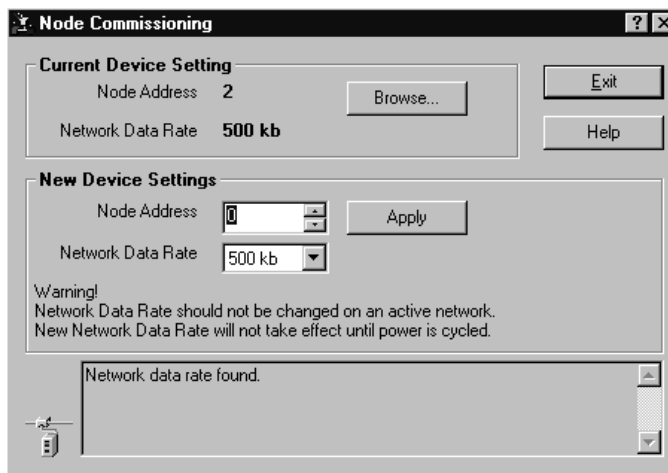 Node Commissioning
Current Device Setting
Node Address 2
Browse...
Network Data Rate 500 kb
Exit
Help
New Device Settings
Node Address 0
Apply
Network Data Rate 500 kb
Warning!
Network Data Rate should not be changed on an active network.
New Network Data Rate will not take effect until power is cycled.
Network data rate found.